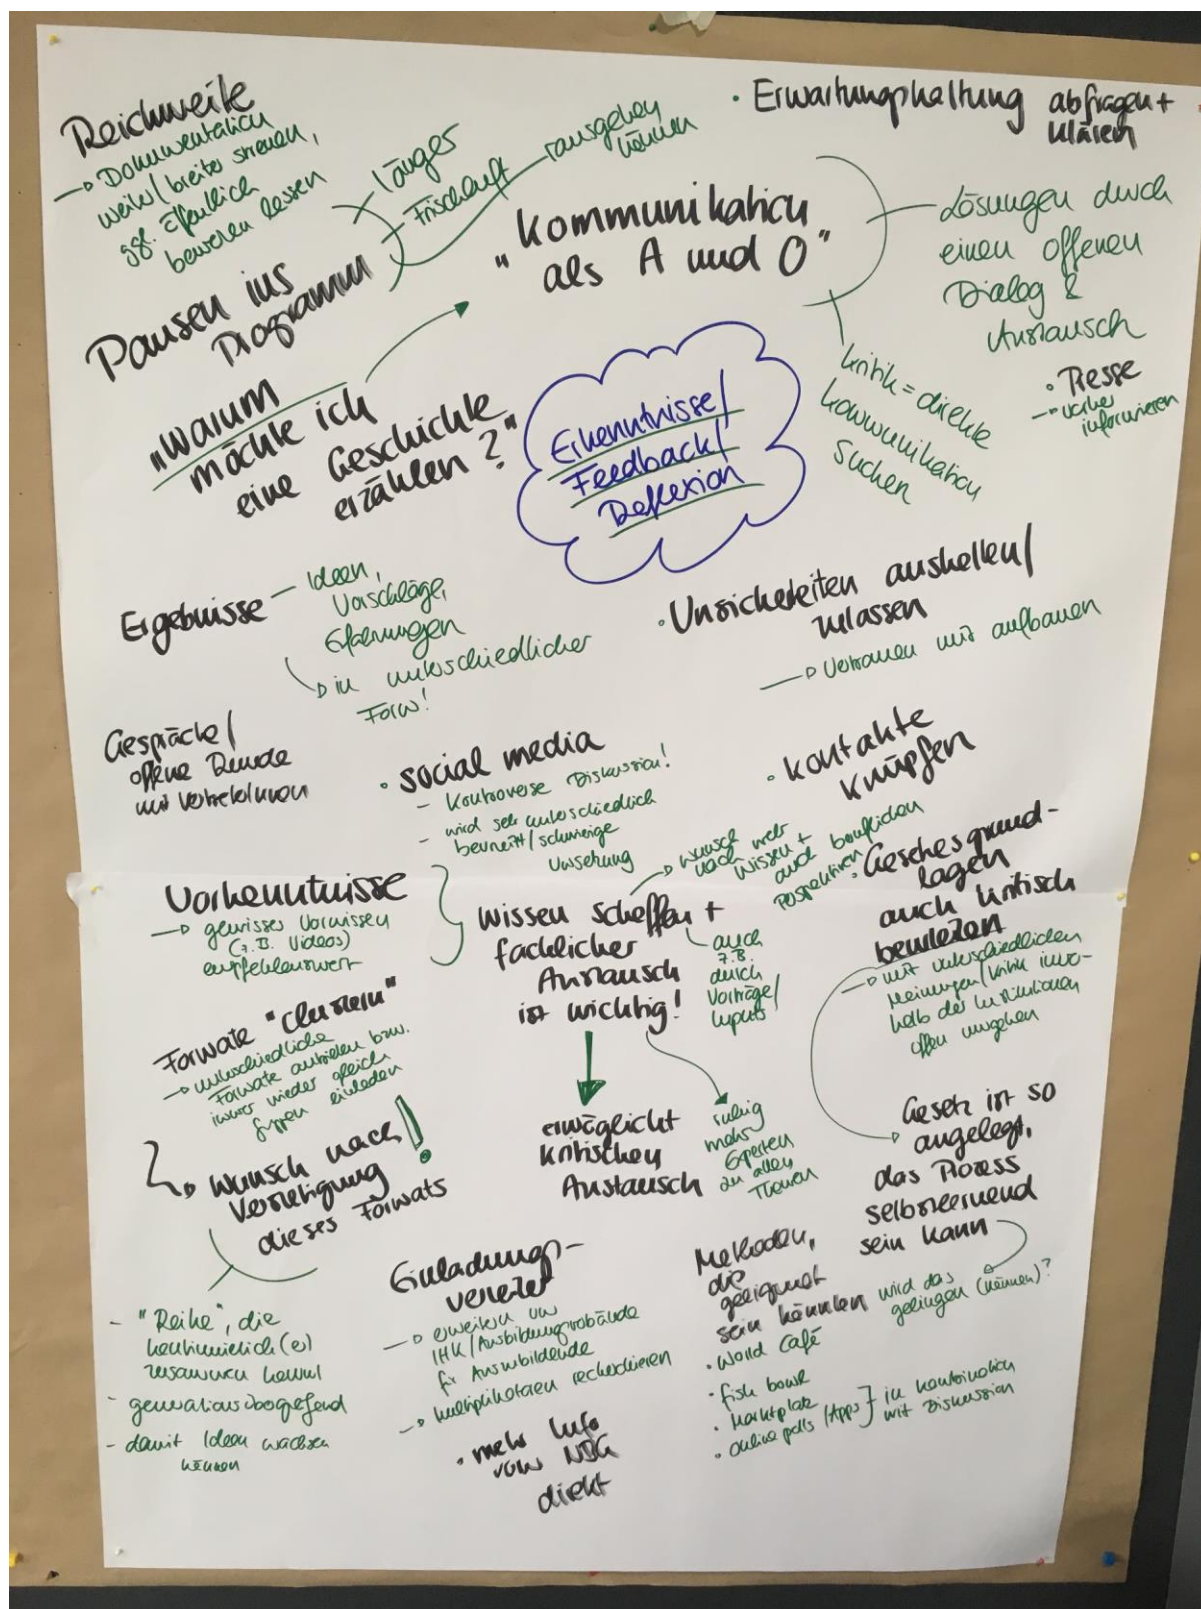 Reichweite
→ Dokumentation
weiter/breiter streuen,
ggf. öffentlich
bewerben lassen
Pausen ins
Programm
länger
Frischluft — rausgehen
können
"Kommunikation
als A und O"
· Erwartungshaltung abfragen +
klären
Lösungen durch
einen offenen
Dialog &
Austausch
Kritik = direkte
Kommunikation
suchen
· Presse
→ vorher
informieren
"Warum
möchte ich
eine Geschichte
erzählen?"
Erkenntnisse/
Feedback/
Reflexion
Ergebnisse — Ideen,
Vorschläge,
Erfahrungen
→ in unterschiedlicher
Form!
· Unsicherheiten aushalten/
zulassen
→ Vertrauen mit aufbauen
Gespräche/
offene Runde
mit VertreterInnen
· social media
- Kontroverse Diskussion!
- wird sehr unterschiedlich
bewertet/schwierige
Umsetzung
· Kontakte
knüpfen
Vorkenntnisse
→ gewisses Vorwissen
(z.B. Videos)
empfehlenswert
Wissen schaffen +
fachlicher
Austausch
ist wichtig!
→ Wunsch
nach mehr
Wissen +
auch beruflichen
Perspektiven
auch
z.B.
durch
Vorträge/
Inputs
ermöglicht
kritischen
Austausch
ruhig
mehr
Experten
zu allen
Themen
· Gesetzesgrund-
lagen
auch kritisch
bewerten
→ mit unterschiedlichen
Meinungen/Kritik inner-
halb der Institutionen
offen umgehen
Gesetz ist so
angelegt,
das Prozess
selbstlernend
sein kann
wird das
gelingen (können)?
Formate "clustern"
→ unterschiedliche
Formate anbieten bzw.
immer wieder gleich
Gruppen einladen
→ Wunsch nach
Verstetigung
dieses Formats!
- "Reihe", die
kontinuierlich(er)
zusammen kommt
- generationsübergreifend
- damit Ideen wachsen
können
Einladungs-
verteiler
→ erweitern um
IHK/Ausbildungsverbände
für Auszubildende
→ Multiplikatoren recherchieren
· mehr Info
vom NBG
direkt
Methoden,
die
geeignet
sein könnten
· World Café
· fish bowl
· Marktplatz
· online polls/Apps } in Kombination
mit Diskussion